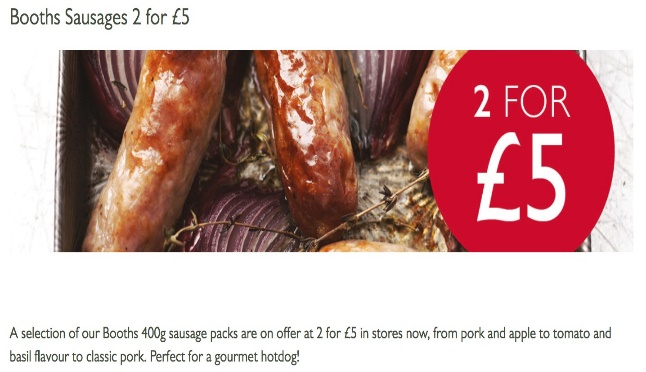 Booths Sausages 2 for £5
2 FOR
£5
A selection of our Booths 400g sausage packs are on offer at 2 for £5 in stores now, from pork and apple to tomato and
basil flavour to classic pork. Perfect for a gourmet hotdog!